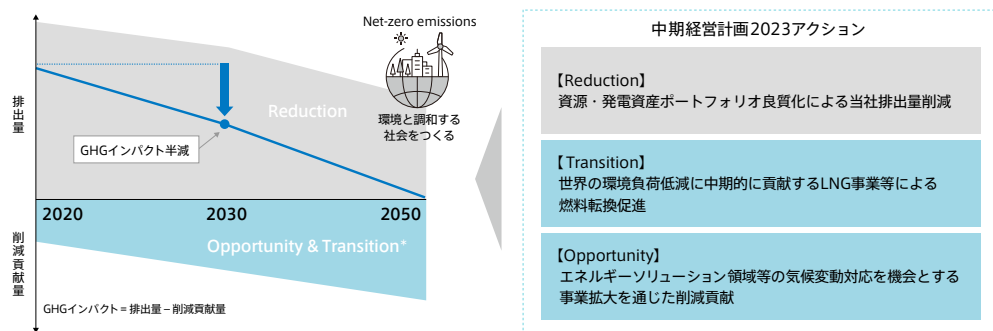 Net-zero emissions
排出量
Reduction
環境と調和する
社会をつくる
GHGインパクト半減
2020
2030
2050
削減貢献量
Opportunity & Transition*
GHGインパクト = 排出量 − 削減貢献量
中期経営計画2023アクション
【Reduction】
資源・発電資産ポートフォリオ良質化による当社排出量削減
【Transition】
世界の環境負荷低減に中期的に貢献するLNG事業等による
燃料転換促進
【Opportunity】
エネルギーソリューション領域等の気候変動対応を機会とする
事業拡大を通じた削減貢献